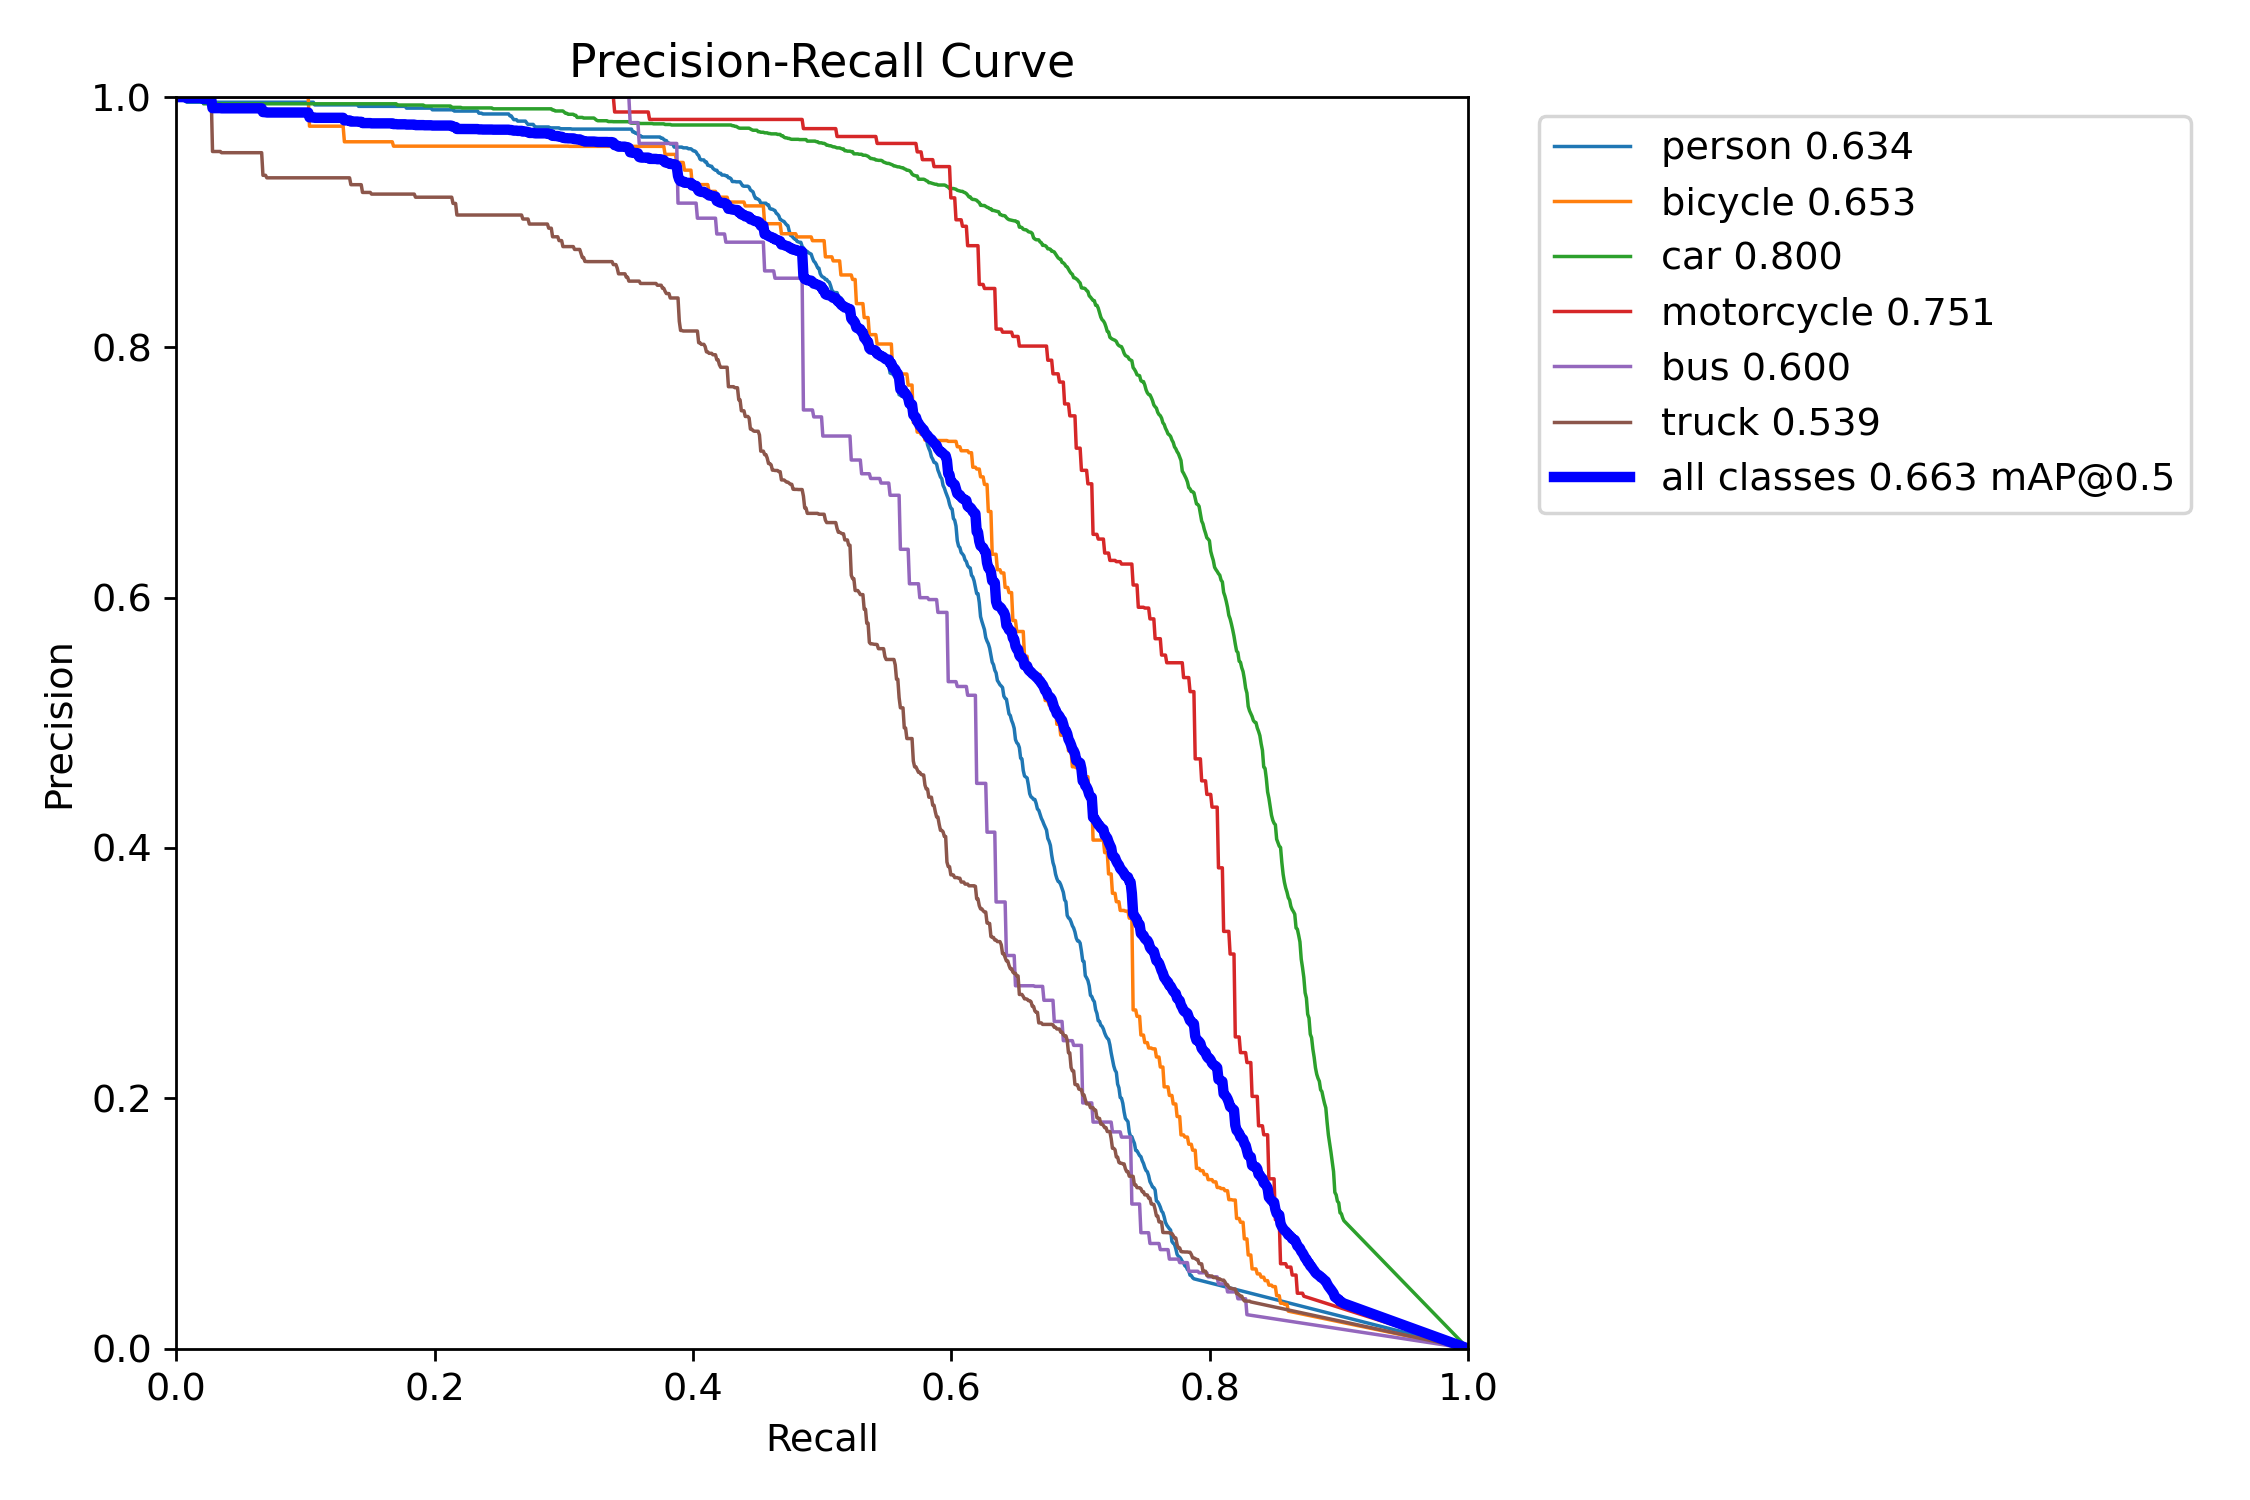 Precision-Recall Curve
1.0
0.8
0.6
0.4
0.2
0.0
Precision
0.0 0.2 0.4 0.6 0.8 1.0
Recall
person 0.634
bicycle 0.653
car 0.800
motorcycle 0.751
bus 0.600
truck 0.539
all classes 0.663 mAP@0.5